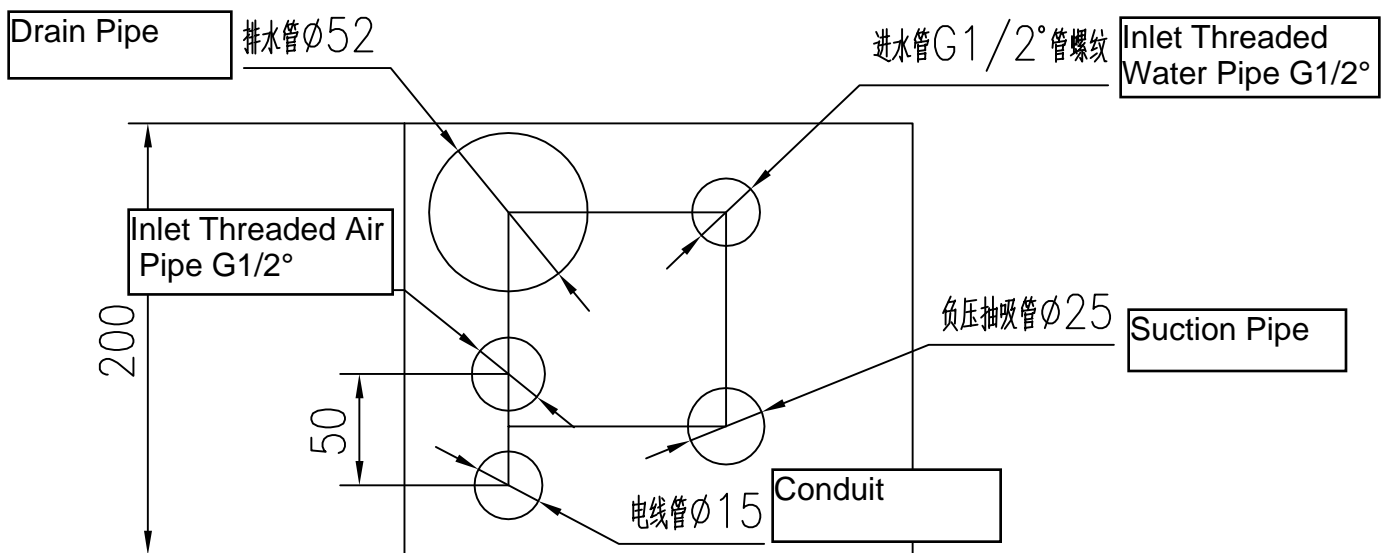 Drain Pipe
排水管Ø52
进水管G1/2°管螺纹
Inlet Threaded
Water Pipe G1/2°
Inlet Threaded Air
Pipe G1/2°
200
负压抽吸管Ø25
Suction Pipe
50
电线管Ø15
Conduit